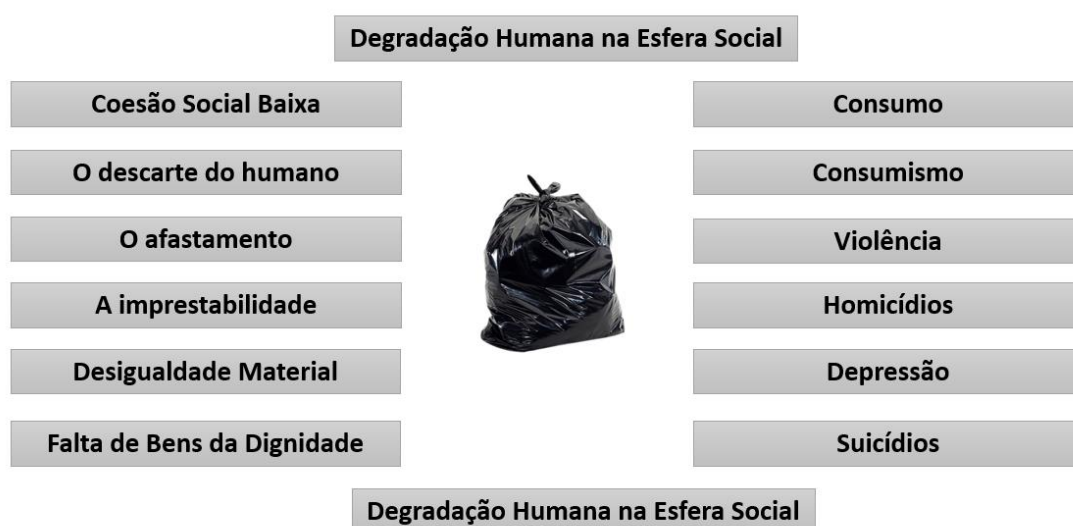 Degradação Humana na Esfera Social
Coesão Social Baixa
O descarte do humano
O afastamento
A imprestabilidade
Desigualdade Material
Falta de Bens da Dignidade
Consumo
Consumismo
Violência
Homicídios
Depressão
Suicídios
Degradação Humana na Esfera Social